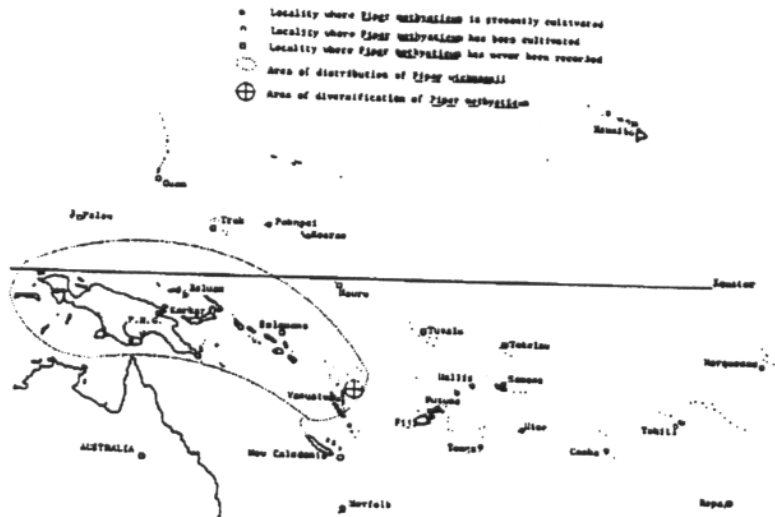 Locality where Piper methysticum is presently cultivated
Locality where Piper methysticum has been cultivated
Locality where Piper methysticum has never been recorded
Area of distribution of Piper wichmannii
Area of diversification of Piper methysticum
Hawaii
Guam
Palau
Truk
Pohnpei
Kosrae
Equator
Baluan
Nauru
Karkar
P.N.G.
Solomons
Tuvalu
Tokelau
Marquesas
Wallis
Samoa
Vanuatu
Futuna
Fiji
Niue
Tahiti
Tonga
Cooks
AUSTRALIA
New Caledonia
Norfolk
Rapa